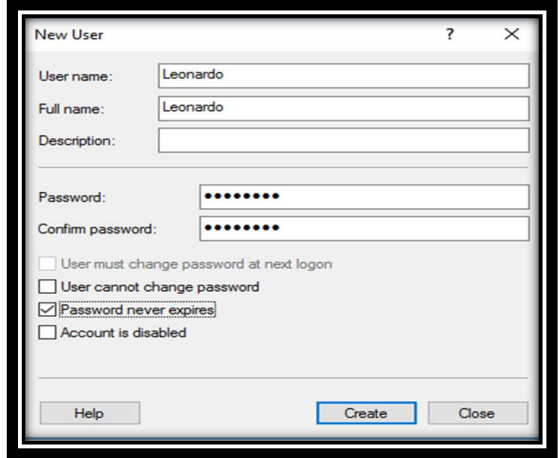 New User ?
User name: Leonardo
Full name: Leonardo
Description:
Password: ●●●●●●●●
Confirm password: ●●●●●●●●
User must change password at next logon
User cannot change password
Password never expires
Account is disabled
Help Create Close